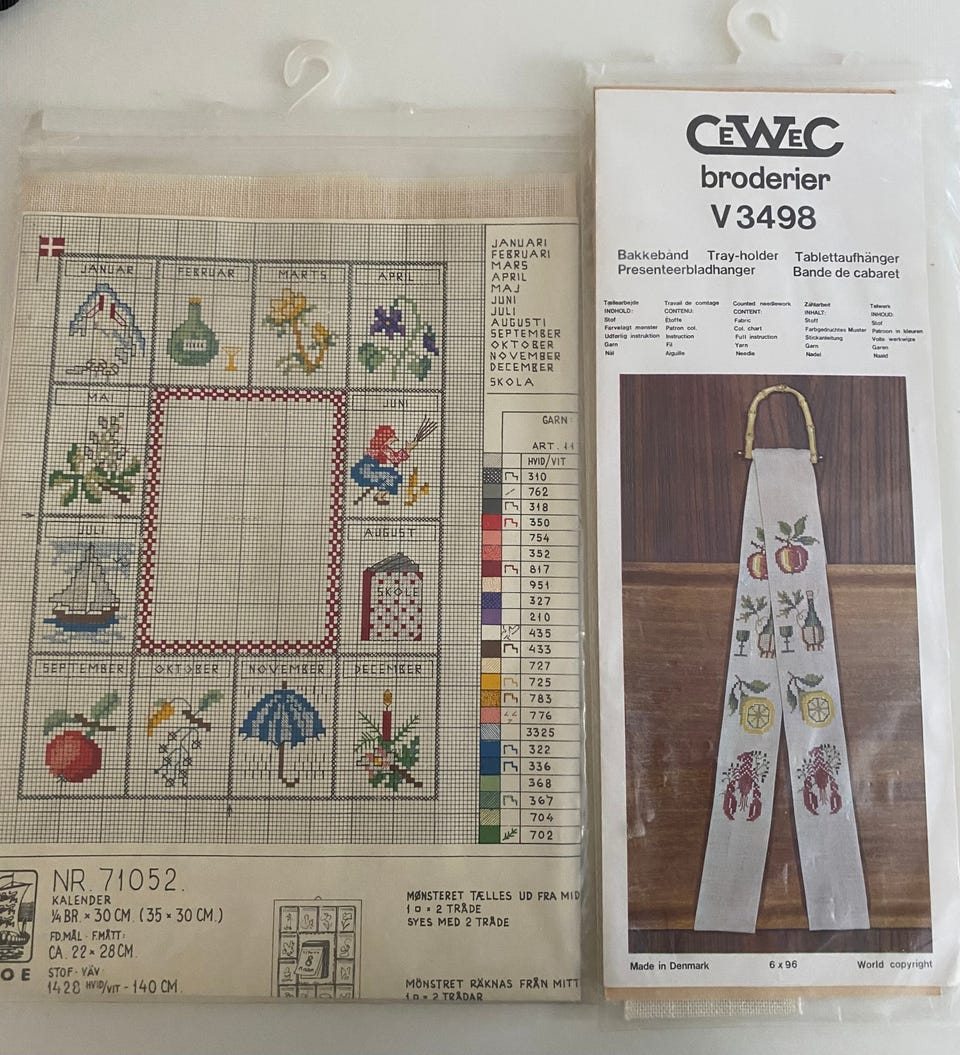 JANUAR
FEBRUAR
MARTS
APRIL
MAJ
JUNI
JULI
AUGUST
SKOLE
SEPTEMBER
OKTOBER
NOVEMBER
DECEMBER
JANUARI
FEBRUARI
MARS
APRIL
MAJ
JUNI
JULI
AUGUSTI
SEPTEMBER
OKTOBER
NOVEMBER
DECEMBER
SKOLA
GARN:
ART. 11
HVID/VIT
310
762
318
350
754
352
817
951
327
210
435
433
727
725
783
776
3325
322
336
368
367
704
702
NR. 71052.
KALENDER
¼ BR. × 30 CM. (35 × 30 CM.)
FD.MÅL - F.MÅTT:
CA. 22 × 28 CM.
STOF - VÄV:
1428 HVID/VIT - 140 CM
OE
8
MØNSTERET TÆLLES UD FRA MID
1 □ = 2 TRÅDE
SYES MED 2 TRÅDE
MÖNSTRET RÄKNAS FRÅN MITT
1 □ = 2 TRÅDAR
CEWEC
broderier
V 3498
Bakkebånd Tray-holder Tablettaufhänger
Presenteerbladhanger Bande de cabaret
Tællearbejde Travail de comtage Counted needlework Zählarbeit Telwerk
INDHOLD: CONTENU: CONTENT: INHALT: INHOUD:
Stof Etoffe Fabric Stoff Stof
Farvelagt mønster Patron col. Col. chart Farbgedrucktes Muster Patroon in kleuren
Udførlig instruktion Instruction Full instruction Stickanleitung Volle werkwijze
Garn Fil Yarn Garn Garen
Nål Aiguille Needle Nadel Naald
Made in Denmark 6 x 96 World copyright